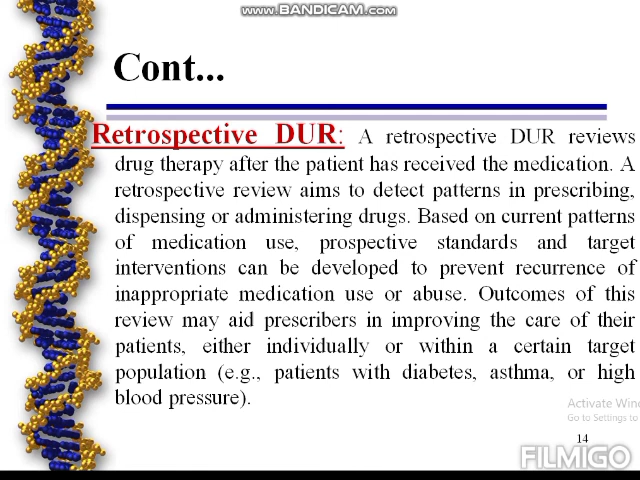 www.BANDICAM.com
Cont...
Retrospective DUR: A retrospective DUR reviews
drug therapy after the patient has received the medication. A
retrospective review aims to detect patterns in prescribing,
dispensing or administering drugs. Based on current patterns
of medication use, prospective standards and target
interventions can be developed to prevent recurrence of
inappropriate medication use or abuse. Outcomes of this
review may aid prescribers in improving the care of their
patients, either individually or within a certain target
population (e.g., patients with diabetes, asthma, or high
blood pressure).
Activate Win
Go to Settings to
14
FILMIGO